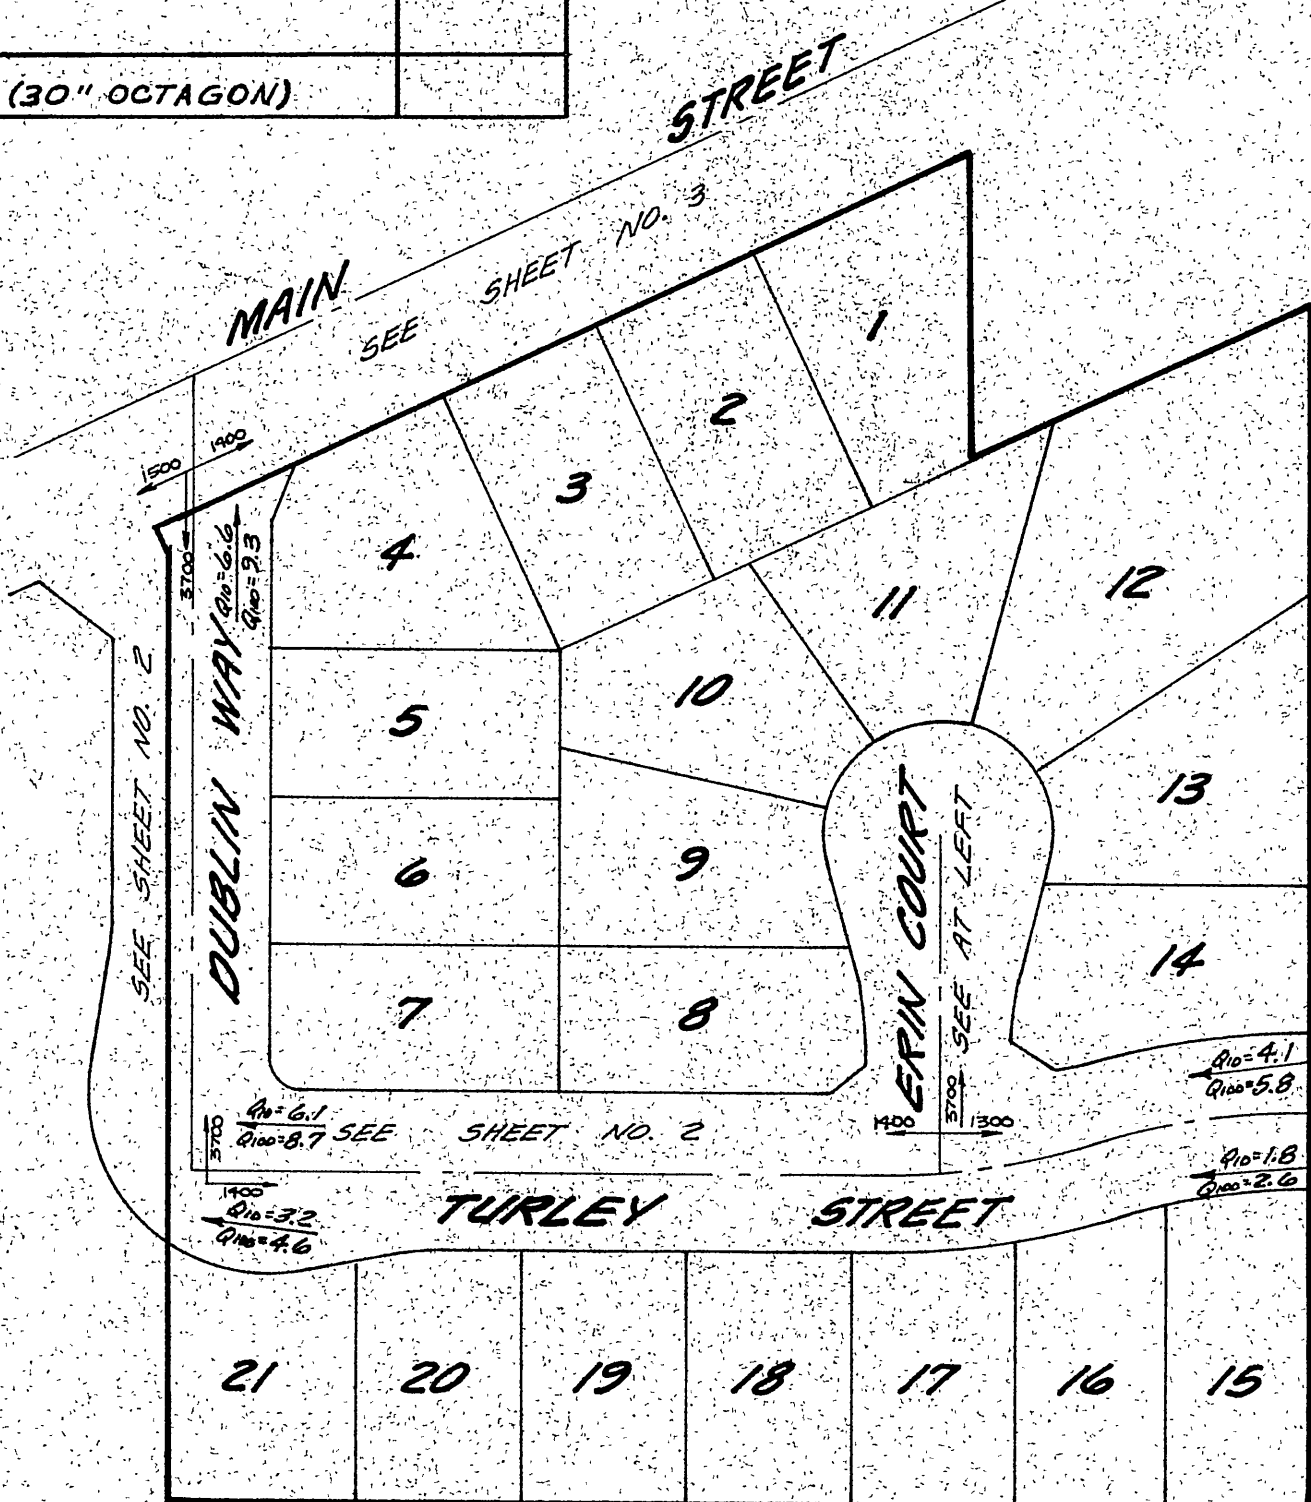 (30" OCTAGON)
MAIN STREET
SEE SHEET NO. 3
1
2
3
4
1500
1400
3700
Q10=6.6
Q100=9.3
DUBLIN WAY
SEE SHEET NO. 2
5
6
7
8
9
10
11
12
13
14
ERIN COURT
SEE AT LEFT
3700
1400
1300
Q10=4.1
Q100=5.8
Q10=1.8
Q100=2.6
Q10=6.1
Q100=8.7
SEE SHEET NO. 2
3700
1400
Q10=3.2
Q100=4.6
TURLEY STREET
21
20
19
18
17
16
15